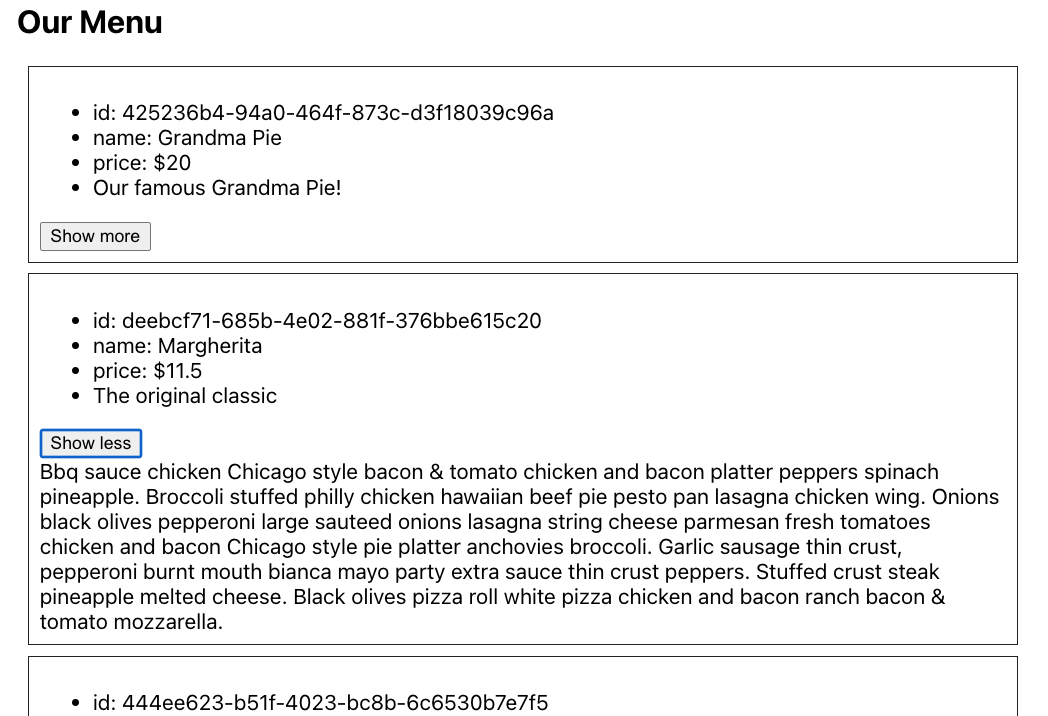 Our Menu
id: 425236b4-94a0-464f-873c-d3f18039c96a
name: Grandma Pie
price: $20
Our famous Grandma Pie!
Show more
id: deebcf71-685b-4e02-881f-376bbe615c20
name: Margherita
price: $11.5
The original classic
Show less
Bbq sauce chicken Chicago style bacon & tomato chicken and bacon platter peppers spinach
pineapple. Broccoli stuffed philly chicken hawaiian beef pie pesto pan lasagna chicken wing. Onions
black olives pepperoni large sauteed onions lasagna string cheese parmesan fresh tomatoes
chicken and bacon Chicago style pie platter anchovies broccoli. Garlic sausage thin crust,
pepperoni burnt mouth bianca mayo party extra sauce thin crust peppers. Stuffed crust steak
pineapple melted cheese. Black olives pizza roll white pizza chicken and bacon ranch bacon &
tomato mozzarella.
id: 444ee623-b51f-4023-bc8b-6c6530b7e7f5